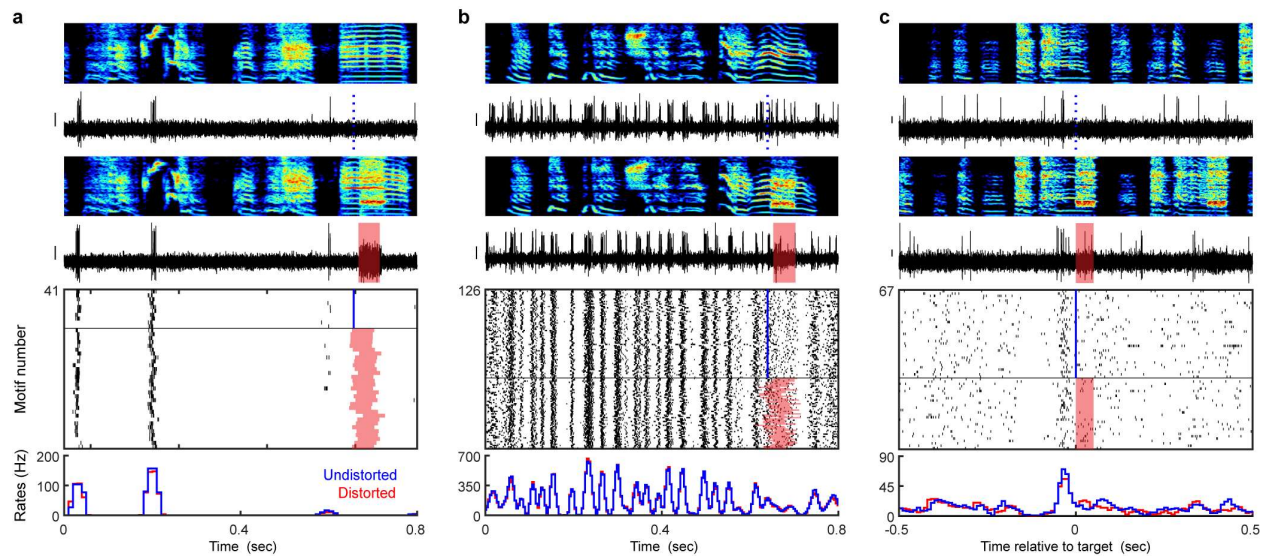 a
b
c
41
126
67
Motif number
200
100
0
Rates (Hz)
Undistorted
Distorted
700
350
0
90
45
0
0
0.4
0.8
0
0.4
0.8
-0.5
0
0.5
Time (sec)
Time (sec)
Time relative to target (sec)